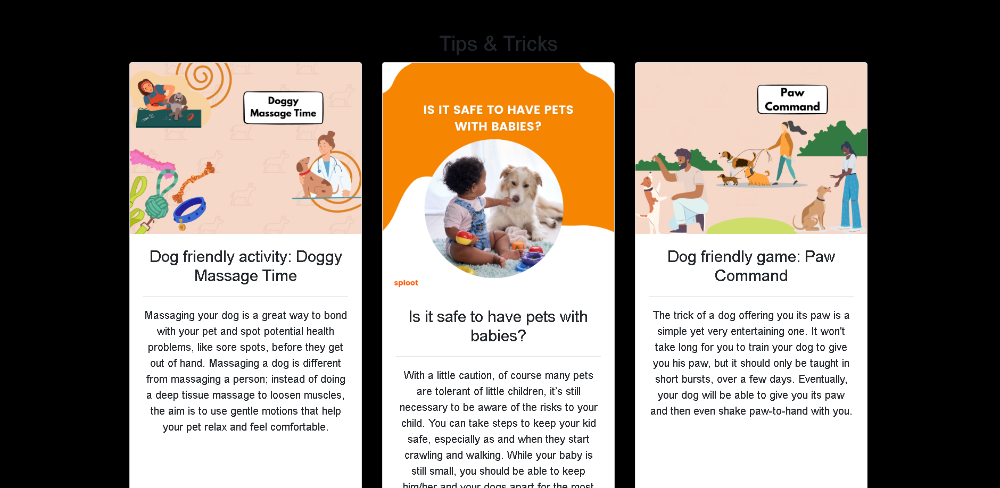 Tips & Tricks
Doggy
Massage Time
Dog friendly activity: Doggy
Massage Time
Massaging your dog is a great way to bond
with your pet and spot potential health
problems, like sore spots, before they get
out of hand. Massaging a dog is different
from massaging a person; instead of doing
a deep tissue massage to loosen muscles,
the aim is to use gentle motions that help
your pet relax and feel comfortable.
IS IT SAFE TO HAVE PETS
WITH BABIES?
sploot
Is it safe to have pets with
babies?
With a little caution, of course many pets
are tolerant of little children, it’s still
necessary to be aware of the risks to your
child. You can take steps to keep your kid
safe, especially as and when they start
crawling and walking. While your baby is
still small, you should be able to keep
him/her and your dogs apart for the most
Paw
Command
Dog friendly game: Paw
Command
The trick of a dog offering you its paw is a
simple yet very entertaining one. It won't
take long for you to train your dog to give
you his paw, but it should only be taught in
short bursts, over a few days. Eventually,
your dog will be able to give you its paw
and then even shake paw-to-hand with you.